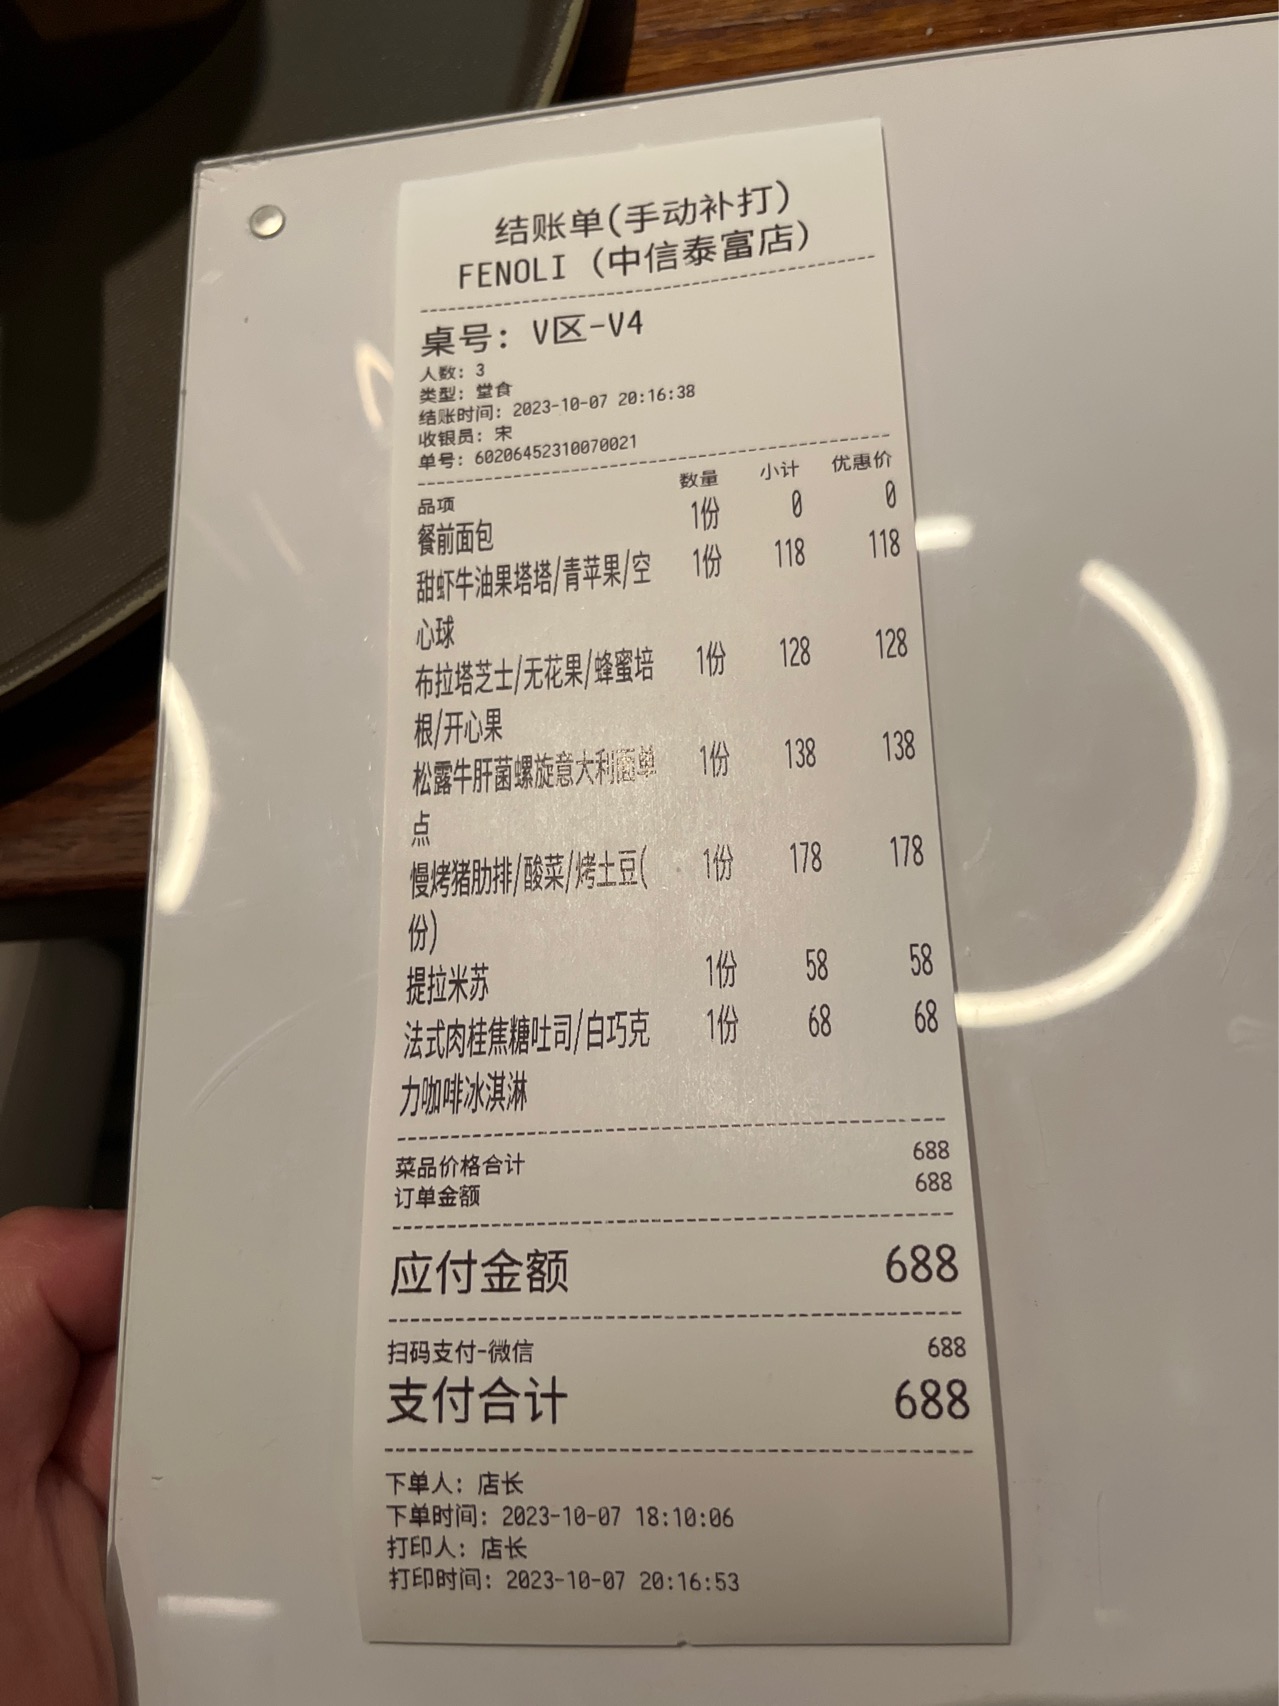 结账单(手动补打)
FENOLI (中信泰富店)
桌号: V区-V4
人数: 3
类型: 堂食
结账时间: 2023-10-07 20:16:38
收银员: 宋
单号: 60206452310070021
品项 数量 小计 优惠价
餐前面包 1份 0 0
甜虾牛油果塔塔/青苹果/空 1份 118 118
心球
布拉塔芝士/无花果/蜂蜜培 1份 128 128
根/开心果
松露牛肝菌螺旋意大利面单 1份 138 138
点
慢烤猪肋排/酸菜/烤土豆( 1份 178 178
份)
提拉米苏 1份 58 58
法式肉桂焦糖吐司/白巧克 1份 68 68
力咖啡冰淇淋
菜品价格合计 688
订单金额 688
应付金额 688
扫码支付-微信 688
支付合计 688
下单人: 店长
下单时间: 2023-10-07 18:10:06
打印人: 店长
打印时间: 2023-10-07 20:16:53